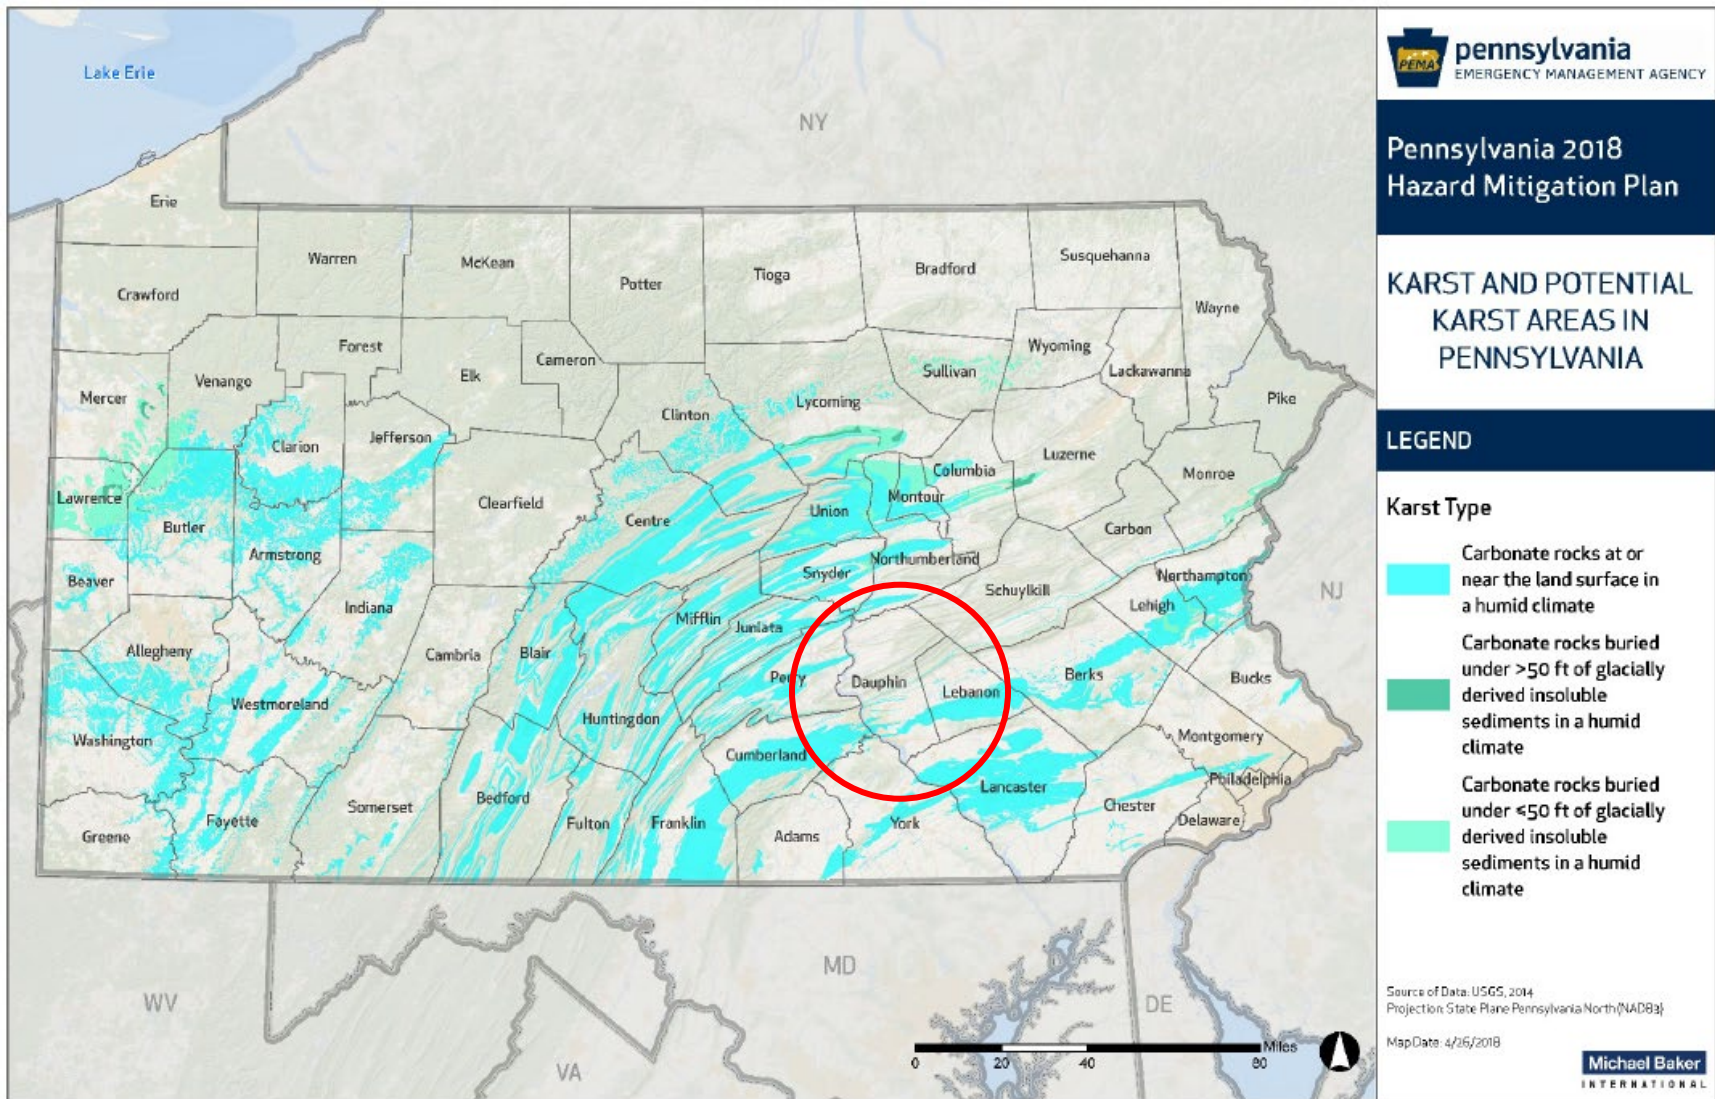 Lake Erie
NY
Erie
Warren
McKean
Potter
Tioga
Bradford
Susquehanna
Wayne
Crawford
Forest
Cameron
Elk
Wyoming
Sullivan
Lackawanna
Mercer
Venango
Clinton
Lycoming
Pike
Clarion
Jefferson
Luzerne
Columbia
Monroe
Lawrence
Montour
Clearfield
Butler
Centre
Union
Carbon
Armstrong
Northumberland
Snyder
Northampton
Beaver
Schuylkill
NJ
Indiana
Lehigh
Mifflin
Juniata
Allegheny
Cambria
Blair
Perry
Dauphin
Lebanon
Berks
Bucks
Westmoreland
Huntingdon
Washington
Cumberland
Montgomery
Philadelphia
Lancaster
Bedford
Somerset
Chester
Fayette
Fulton
Franklin
York
Delaware
Greene
Adams
MD
WV
DE
VA
0 20 40 80 Miles
PEMA
pennsylvania
EMERGENCY MANAGEMENT AGENCY
Pennsylvania 2018
Hazard Mitigation Plan
KARST AND POTENTIAL
KARST AREAS IN
PENNSYLVANIA
LEGEND
Karst Type
Carbonate rocks at or
near the land surface in
a humid climate
Carbonate rocks buried
under >50 ft of glacially
derived insoluble
sediments in a humid
climate
Carbonate rocks buried
under ≤50 ft of glacially
derived insoluble
sediments in a humid
climate
Source of Data: USGS, 2014
Projection: State Plane Pennsylvania North (NAD83)
Map Date: 4/26/2018
Michael Baker
INTERNATIONAL